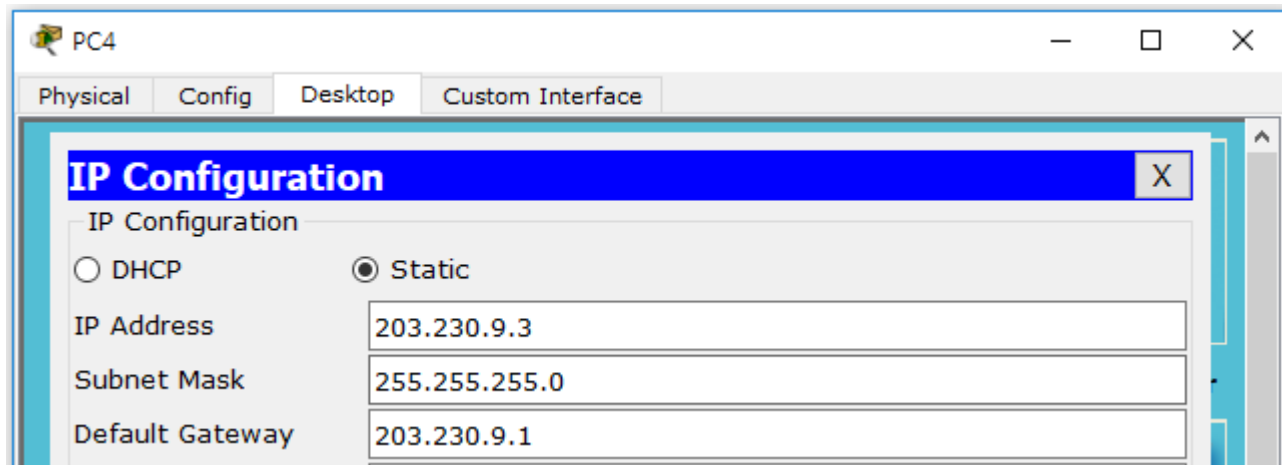 PC4
Physical Config Desktop Custom Interface
IP Configuration X
IP Configuration
DHCP Static
IP Address 203.230.9.3
Subnet Mask 255.255.255.0
Default Gateway 203.230.9.1